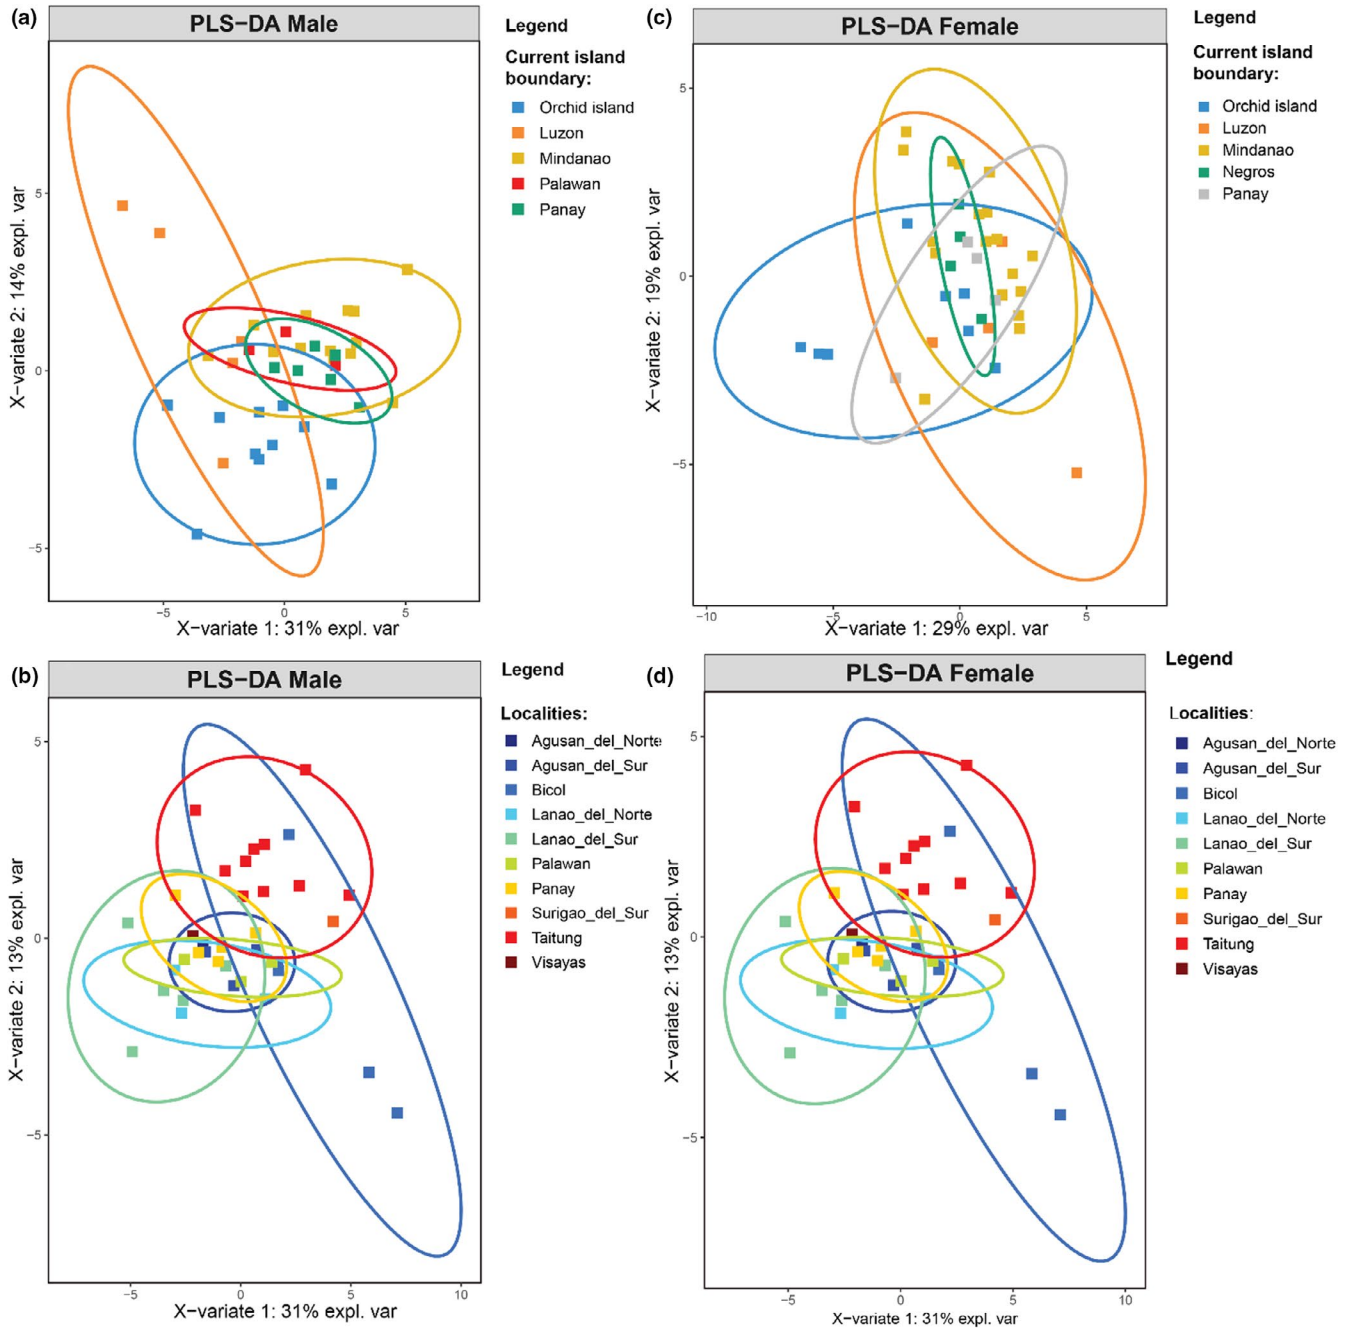 (a)
PLS−DA Male
Legend
Current island
boundary:
Orchid island
Luzon
Mindanao
Palawan
Panay
X−variate 2: 14% expl. var
5
0
−5
−5
0
5
X−variate 1: 31% expl. var
(c)
PLS−DA Female
Legend
Current island
boundary:
Orchid island
Luzon
Mindanao
Negros
Panay
X−variate 2: 19% expl. var
5
0
−5
−10
−5
0
5
X−variate 1: 29% expl. var
(b)
PLS−DA Male
Legend
Localities:
Agusan_del_Norte
Agusan_del_Sur
Bicol
Lanao_del_Norte
Lanao_del_Sur
Palawan
Panay
Surigao_del_Sur
Taitung
Visayas
X−variate 2: 13% expl. var
5
0
−5
−5
0
5
10
X−variate 1: 31% expl. var
(d)
PLS−DA Female
Legend
Localities:
Agusan_del_Norte
Agusan_del_Sur
Bicol
Lanao_del_Norte
Lanao_del_Sur
Palawan
Panay
Surigao_del_Sur
Taitung
Visayas
X−variate 2: 13% expl. var
5
0
−5
−5
0
5
10
X−variate 1: 31% expl. var